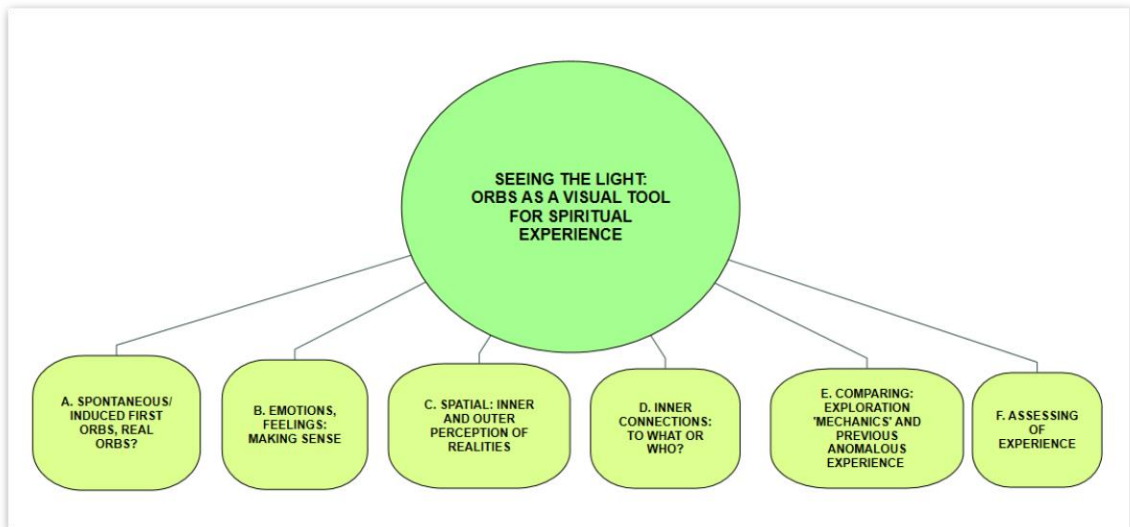 SEEING THE LIGHT:
ORBS AS A VISUAL TOOL
FOR SPIRITUAL
EXPERIENCE
A. SPONTANEOUS/
INDUCED FIRST
ORBS, REAL
ORBS?
B. EMOTIONS,
FEELINGS:
MAKING SENSE
C. SPATIAL: INNER
AND OUTER
PERCEPTION OF
REALITIES
D. INNER
CONNECTIONS:
TO WHAT OR
WHO?
E. COMPARING:
EXPLORATION
'MECHANICS' AND
PREVIOUS
ANOMALOUS
EXPERIENCE
F. ASSESSING
OF
EXPERIENCE